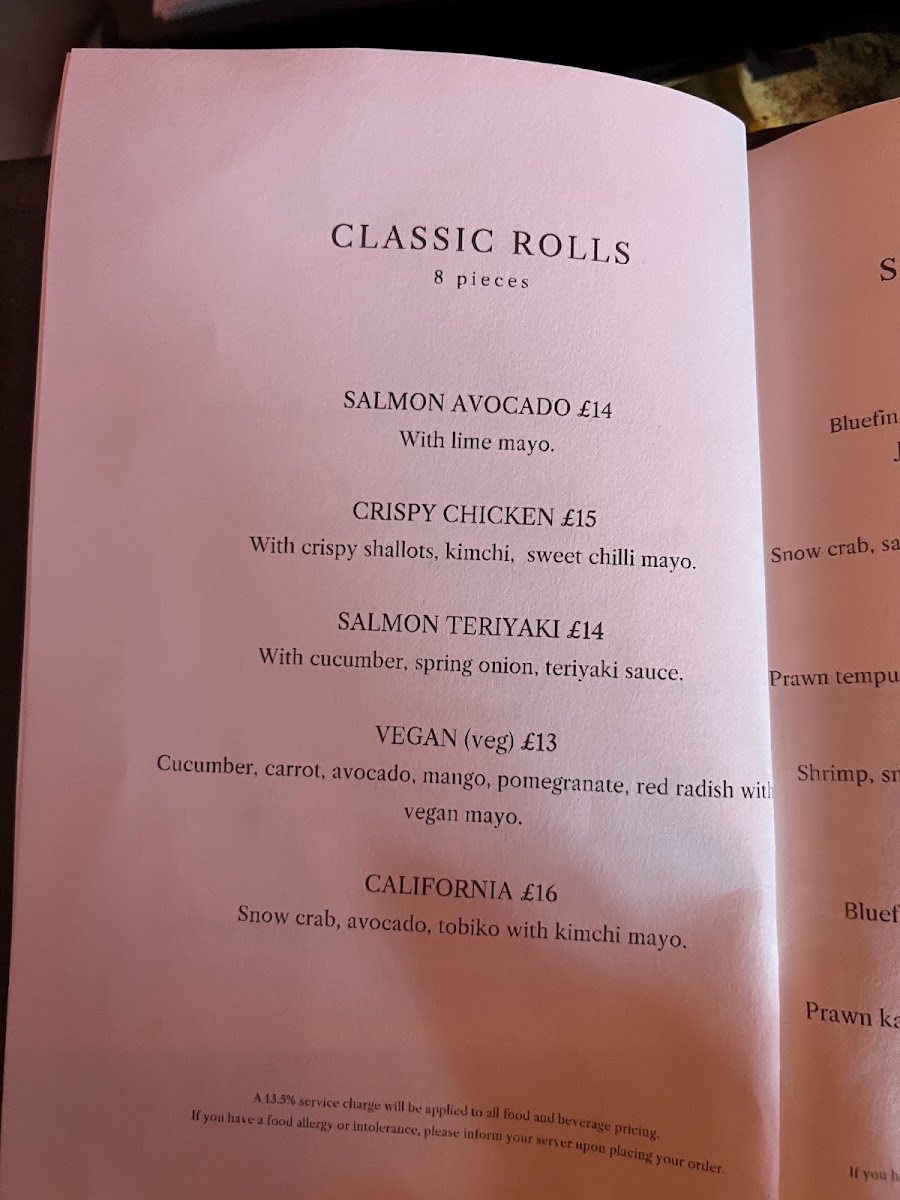 CLASSIC ROLLS
8 pieces
SALMON AVOCADO £14
With lime mayo.
CRISPY CHICKEN £15
With crispy shallots, kimchi, sweet chilli mayo.
SALMON TERIYAKI £14
With cucumber, spring onion, teriyaki sauce.
VEGAN (veg) £13
Cucumber, carrot, avocado, mango, pomegranate, red radish with
vegan mayo.
CALIFORNIA £16
Snow crab, avocado, tobiko with kimchi mayo.
A 13.5% service charge will be applied to all food and beverage pricing.
If you have a food allergy or intolerance, please inform your server upon placing your order.
S
Bluefin
J
Snow crab, sa
Prawn tempu
Shrimp, sn
Bluef
Prawn ka
If you h